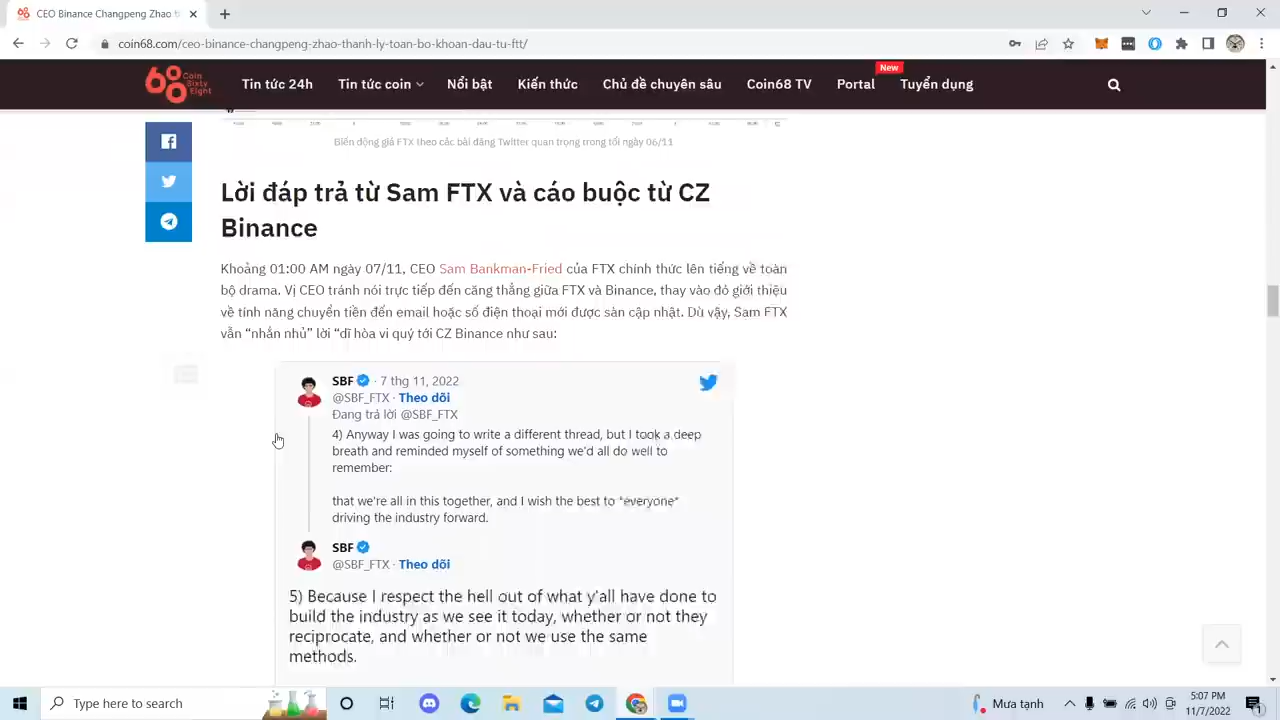 CEO Binance Changpeng Zhao
coin68.com/ceo-binance-changpeng-zhao-thanh-ly-toan-bo-khoan-dau-tu-ftt/
68 Coin Sixty Eight
Tin tức 24h Tin tức coin Nổi bật Kiến thức Chủ đề chuyên sâu Coin68 TV Portal New Tuyển dụng
Biến động giá FTX theo các bài đăng Twitter quan trọng trong tối ngày 06/11
Lời đáp trả từ Sam FTX và cáo buộc từ CZ
Binance
Khoảng 01:00 AM ngày 07/11, CEO Sam Bankman-Fried của FTX chính thức lên tiếng về toàn
bộ drama. Vị CEO tránh nói trực tiếp đến căng thẳng giữa FTX và Binance, thay vào đó giới thiệu
về tính năng chuyển tiền đến email hoặc số điện thoại mới được sàn cập nhật. Dù vậy, Sam FTX
vẫn “nhắn nhủ” lời “dĩ hòa vi quý tới CZ Binance như sau:
SBF · 7 thg 11, 2022
@SBF_FTX · Theo dõi
Đang trả lời @SBF_FTX
4) Anyway I was going to write a different thread, but I took a deep
breath and reminded myself of something we'd all do well to
remember:
that we're all in this together, and I wish the best to *everyone*
driving the industry forward.
SBF
@SBF_FTX · Theo dõi
5) Because I respect the hell out of what y'all have done to
build the industry as we see it today, whether or not they
reciprocate, and whether or not we use the same
methods.
Type here to search
Mưa tạnh
5:07 PM
11/7/2022
1